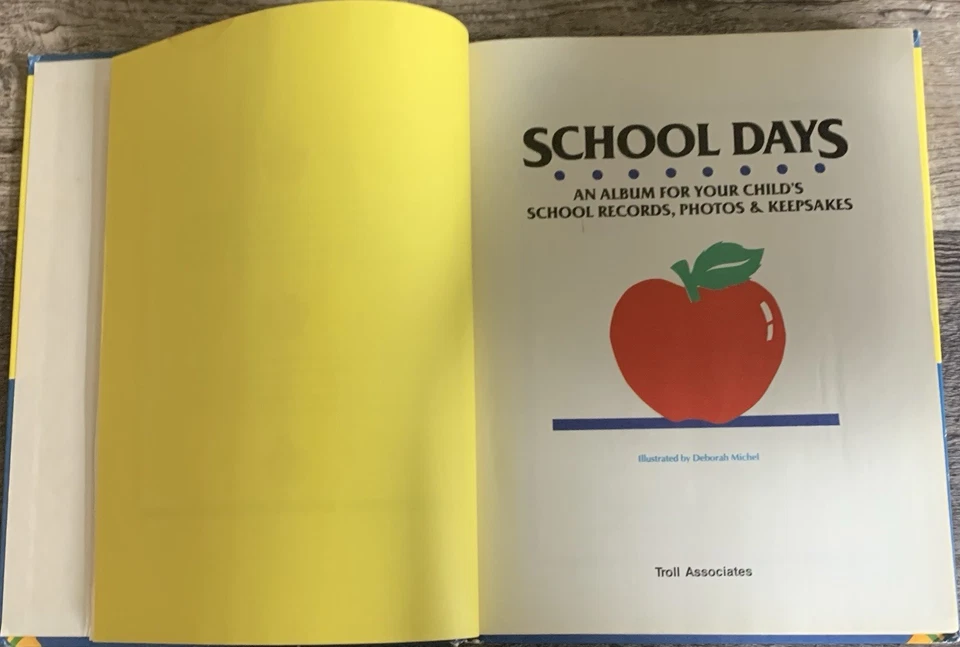 SCHOOL DAYS
AN ALBUM FOR YOUR CHILD'S
SCHOOL RECORDS, PHOTOS & KEEPSAKES
Illustrated by Deborah Michel
Troll Associates